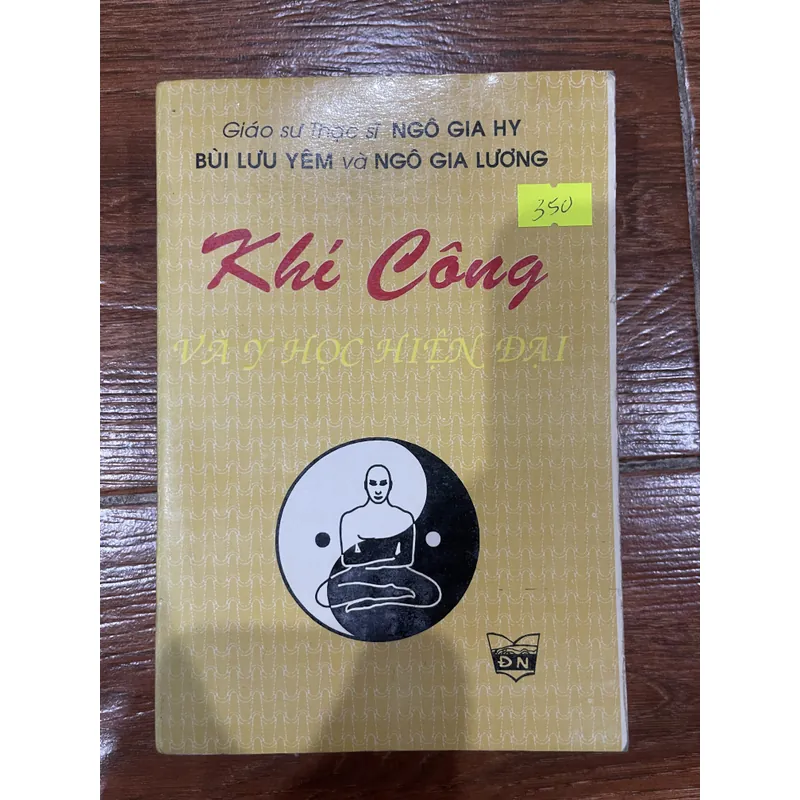 Giáo sư Thạc sĩ NGÔ GIA HY
BÙI LƯU YÊM và NGÔ GIA LƯƠNG
350
Khí Công
VÀ Y HỌC HIỆN ĐẠI
ĐN